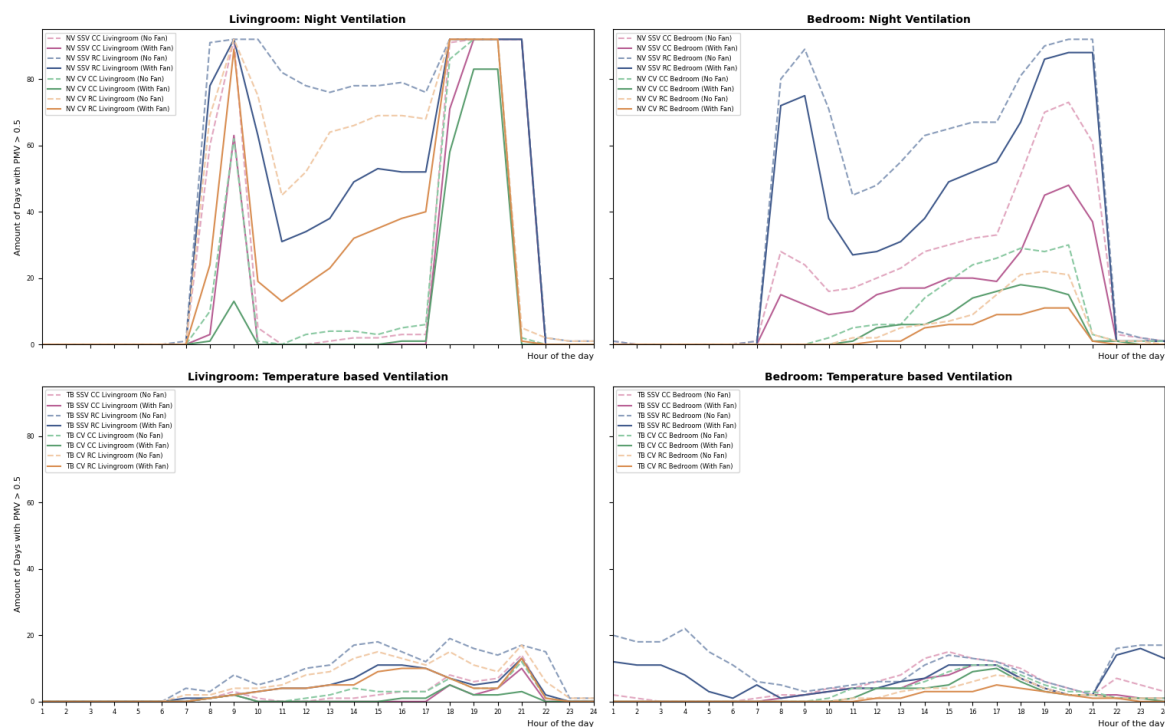 Livingroom: Night Ventilation
NV SSV CC Livingroom (No Fan)
NV SSV CC Livingroom (With Fan)
NV SSV RC Livingroom (No Fan)
NV SSV RC Livingroom (With Fan)
NV CV CC Livingroom (No Fan)
NV CV CC Livingroom (With Fan)
NV CV RC Livingroom (No Fan)
NV CV RC Livingroom (With Fan)
Amount of Days with PMV > 0.5
80
60
40
20
0
Hour of the day
Bedroom: Night Ventilation
NV SSV CC Bedroom (No Fan)
NV SSV CC Bedroom (With Fan)
NV SSV RC Bedroom (No Fan)
NV SSV RC Bedroom (With Fan)
NV CV CC Bedroom (No Fan)
NV CV CC Bedroom (With Fan)
NV CV RC Bedroom (No Fan)
NV CV RC Bedroom (With Fan)
Hour of the day
Livingroom: Temperature based Ventilation
TB SSV CC Livingroom (No Fan)
TB SSV CC Livingroom (With Fan)
TB SSV RC Livingroom (No Fan)
TB SSV RC Livingroom (With Fan)
TB CV CC Livingroom (No Fan)
TB CV CC Livingroom (With Fan)
TB CV RC Livingroom (No Fan)
TB CV RC Livingroom (With Fan)
Amount of Days with PMV > 0.5
80
60
40
20
0
1 2 3 4 5 6 7 8 9 10 11 12 13 14 15 16 17 18 19 20 21 22 23 24
Hour of the day
Bedroom: Temperature based Ventilation
TB SSV CC Bedroom (No Fan)
TB SSV CC Bedroom (With Fan)
TB SSV RC Bedroom (No Fan)
TB SSV RC Bedroom (With Fan)
TB CV CC Bedroom (No Fan)
TB CV CC Bedroom (With Fan)
TB CV RC Bedroom (No Fan)
TB CV RC Bedroom (With Fan)
1 2 3 4 5 6 7 8 9 10 11 12 13 14 15 16 17 18 19 20 21 22 23 24
Hour of the day